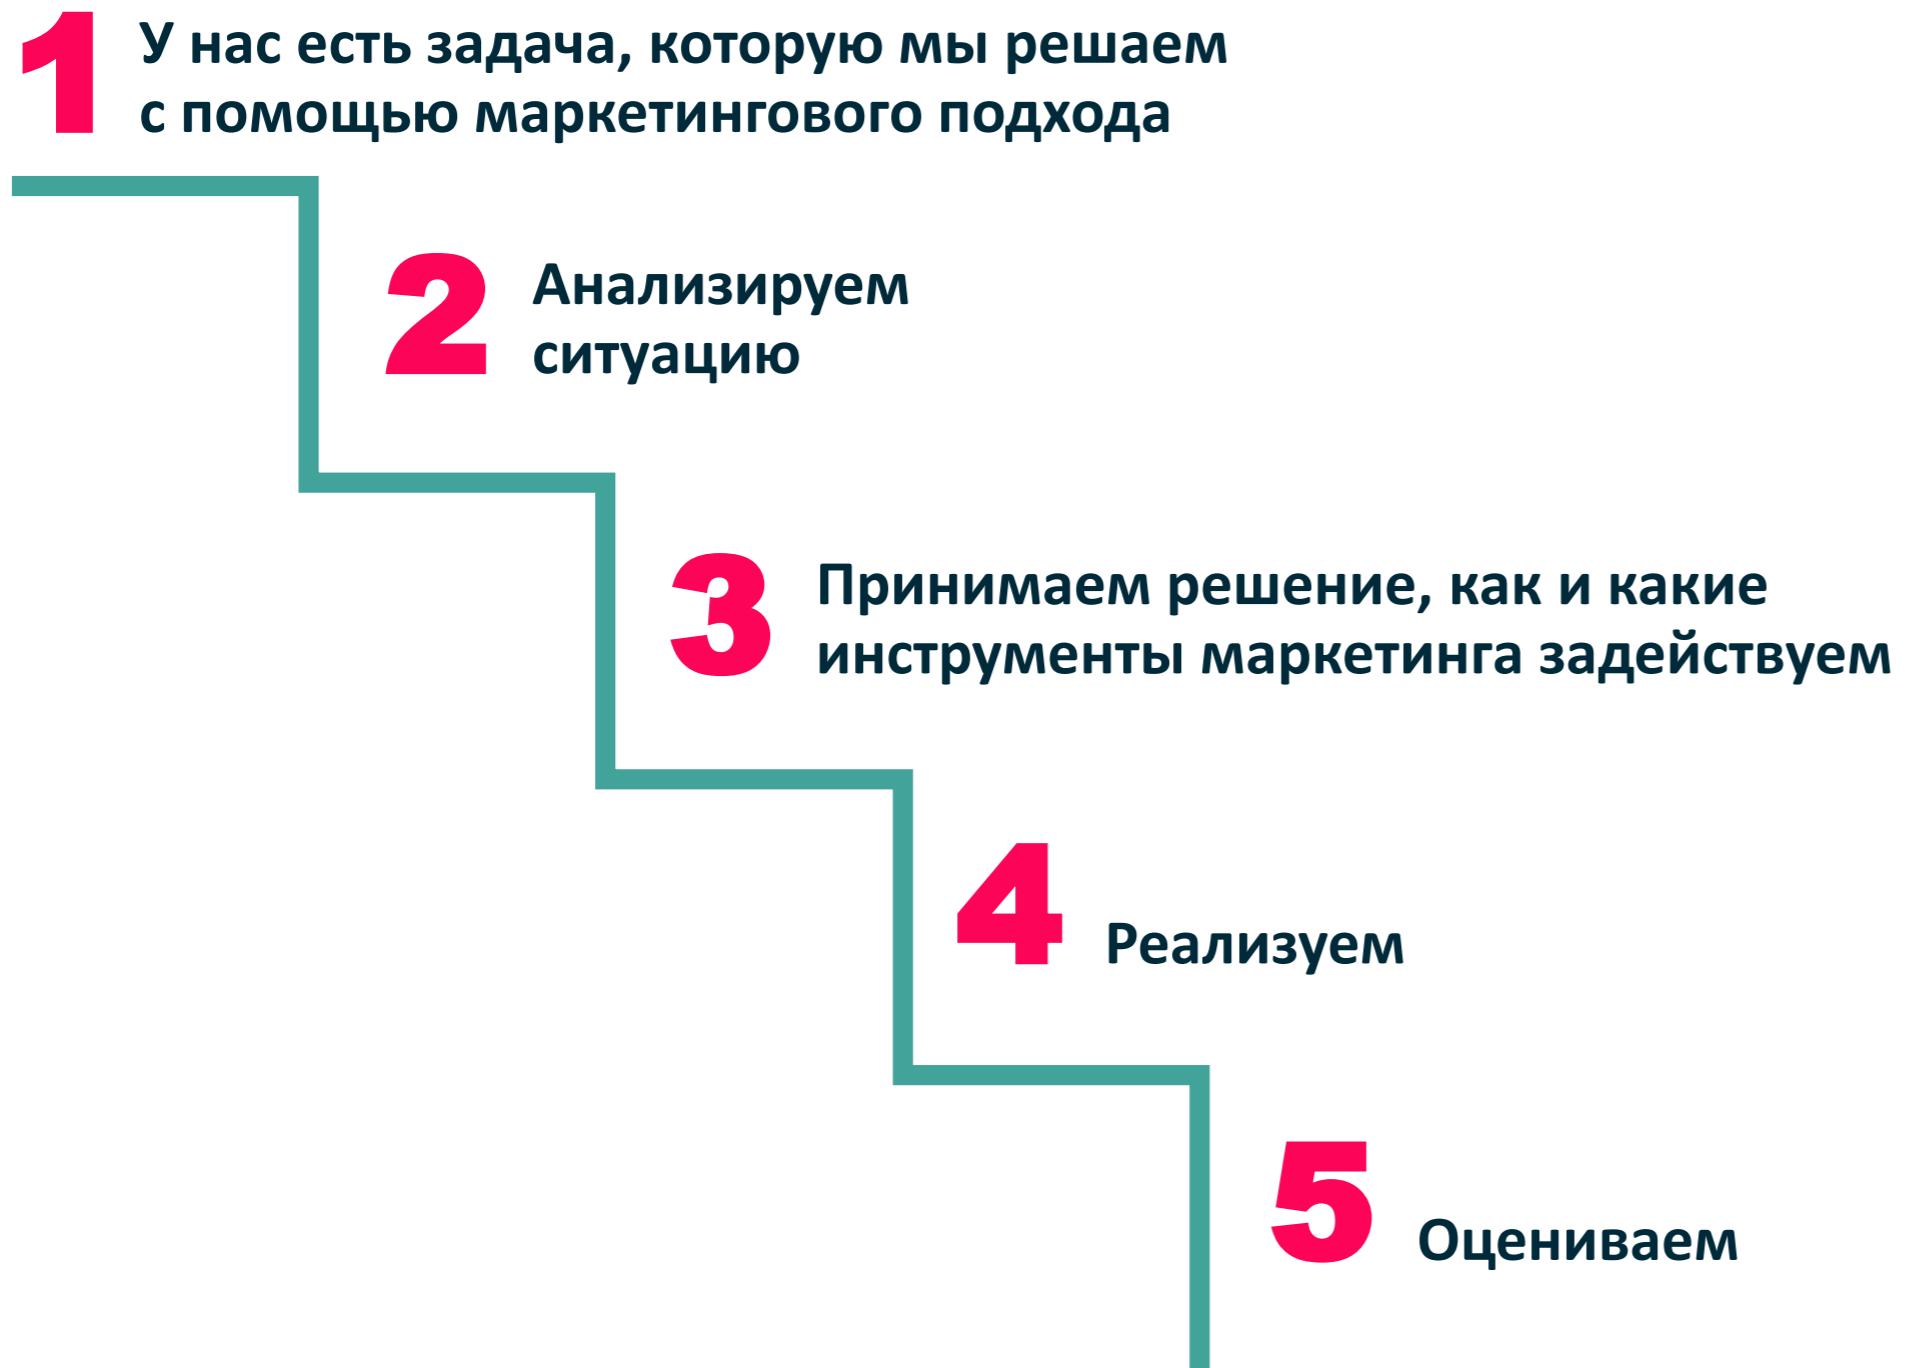 1 У нас есть задача, которую мы решаем
с помощью маркетингового подхода
2 Анализируем
ситуацию
3 Принимаем решение, как и какие
инструменты маркетинга задействуем
4 Реализуем
5 Оцениваем